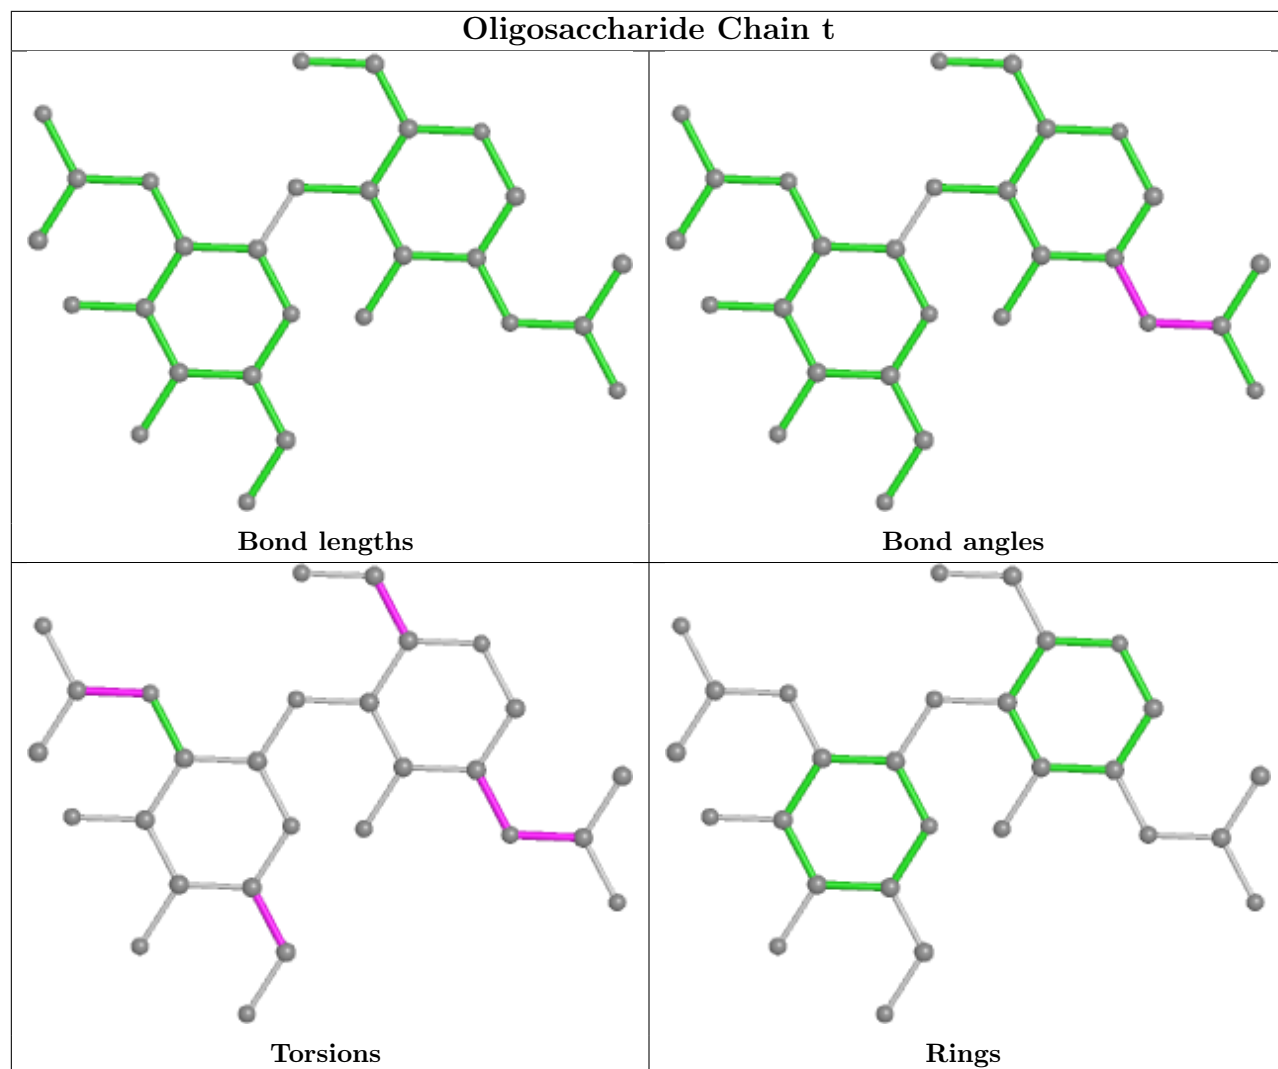 Oligosaccharide Chain t
Bond lengths
Bond angles
Torsions
Rings